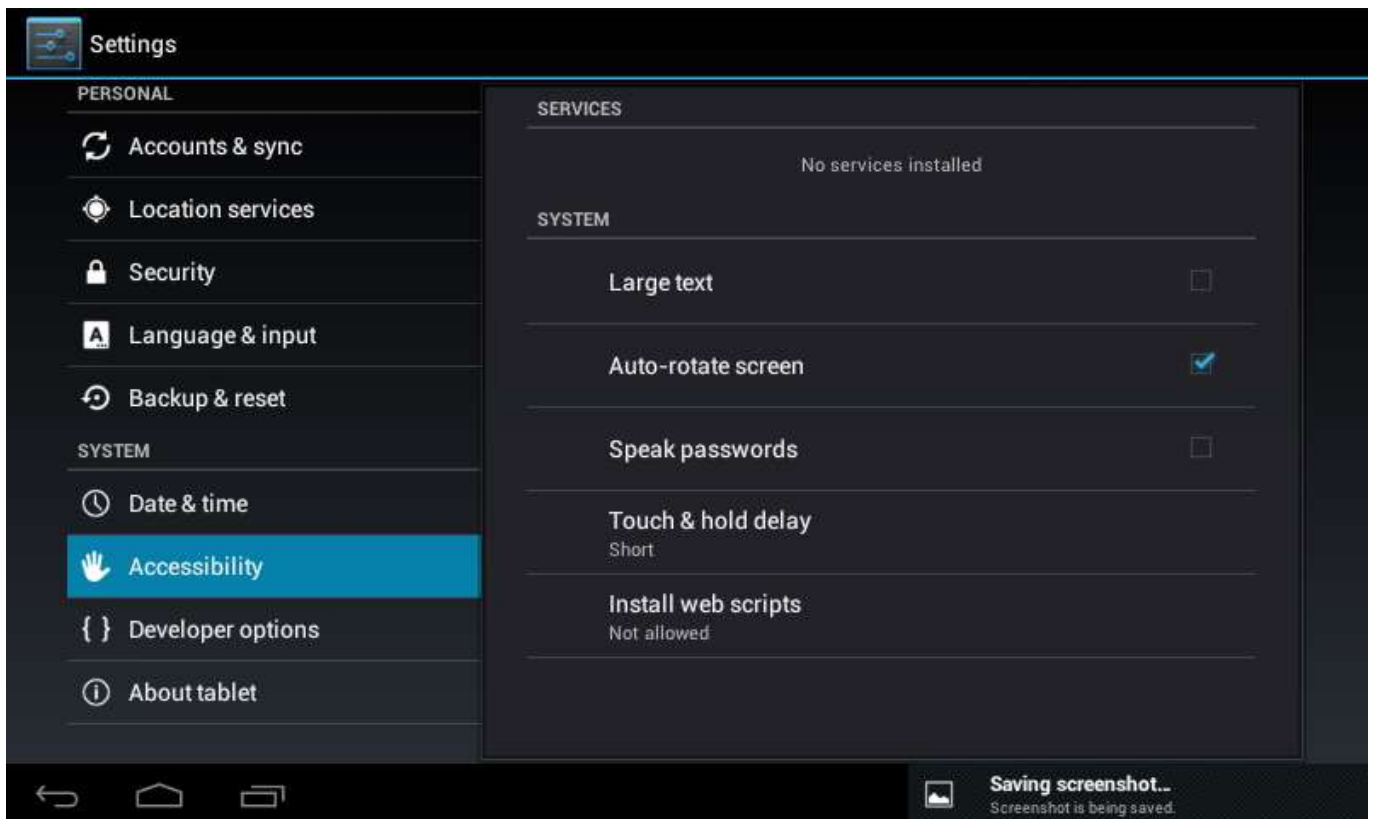 Settings
PERSONAL
Accounts & sync
Location services
Security
Language & input
Backup & reset
SYSTEM
Date & time
Accessibility
{ } Developer options
About tablet
SERVICES
No services installed
SYSTEM
Large text
Auto-rotate screen
Speak passwords
Touch & hold delay
Short
Install web scripts
Not allowed
Saving screenshot...
Screenshot is being saved.